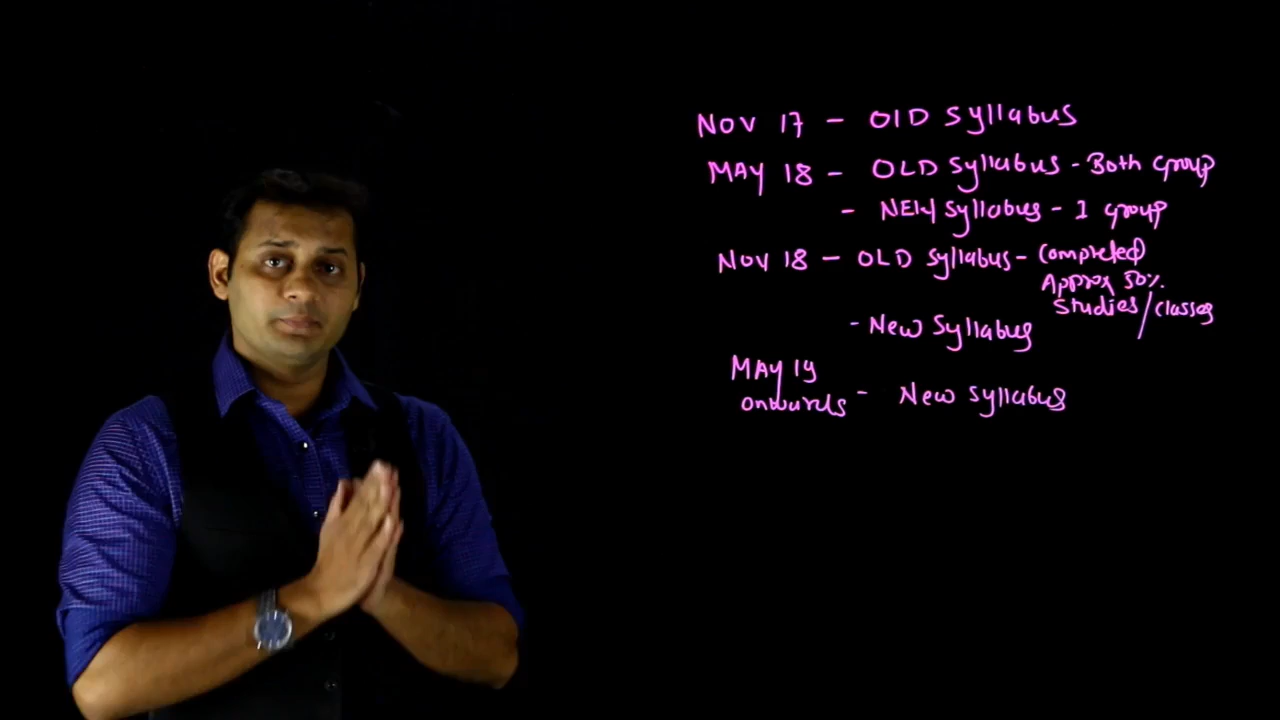 NOV 17 - OlD Syllabus
MAY 18 - OLD Syllabus - Both group
- NEW Syllabus - 1 group
Nov 18 - OLD Syllabus - Completed
Approx 50%
Studies/classes
- New Syllabus
MAY 19
onwards - New Syllabus